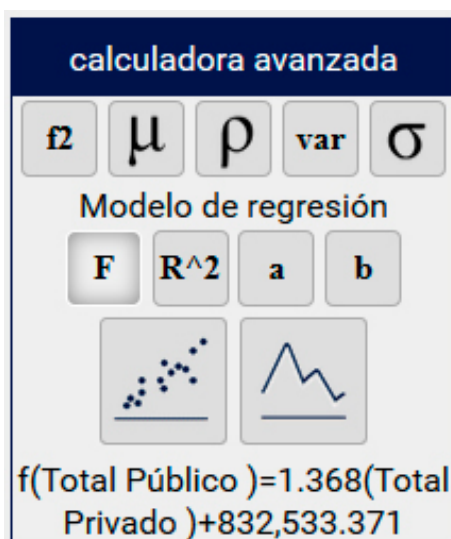 calculadora avanzada
f2 μ ρ var σ
Modelo de regresión
F R^2 a b
f(Total Público )=1.368(Total
Privado )+832,533.371